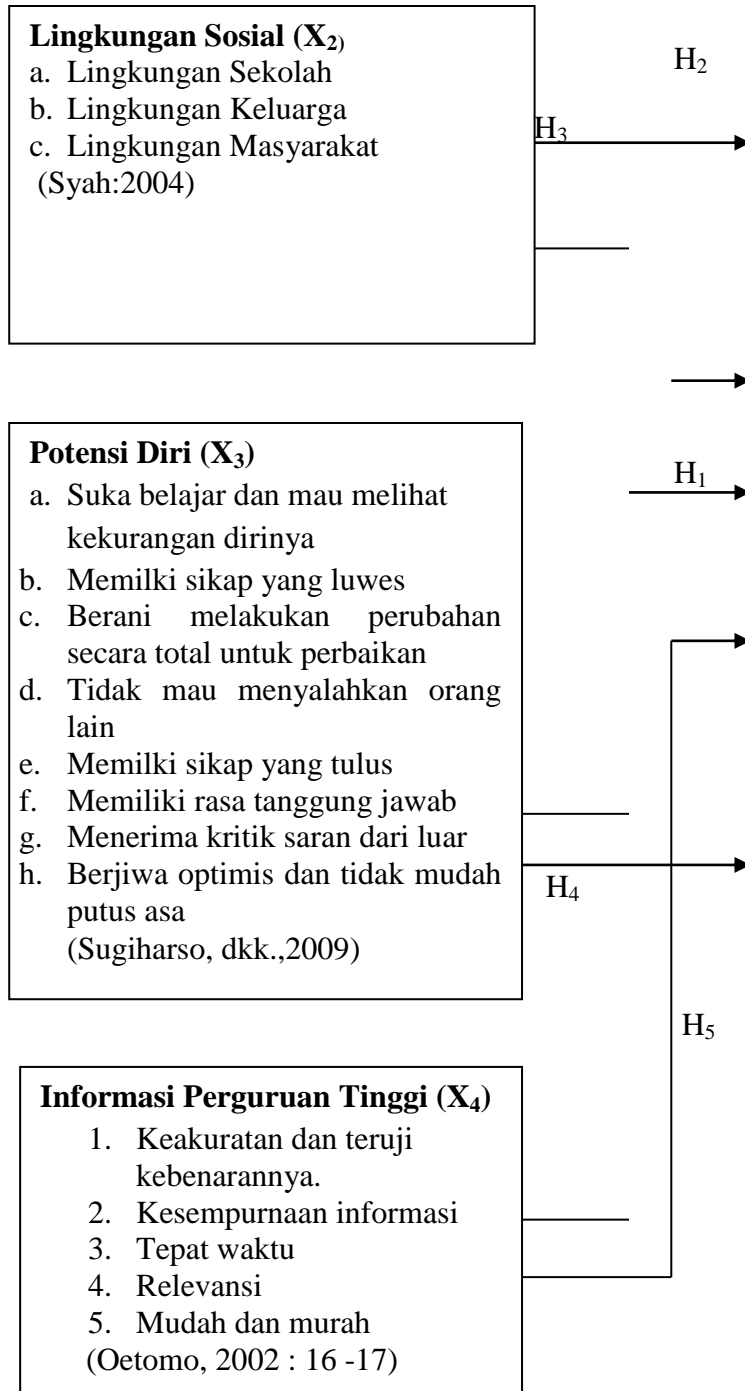 Lingkungan Sosial (X₂)
a. Lingkungan Sekolah
b. Lingkungan Keluarga
c. Lingkungan Masyarakat
(Syah:2004)
H₂
H₃
Potensi Diri (X₃)
a. Suka belajar dan mau melihat
kekurangan dirinya
b. Memilki sikap yang luwes
c. Berani melakukan perubahan
secara total untuk perbaikan
d. Tidak mau menyalahkan orang
lain
e. Memilki sikap yang tulus
f. Memiliki rasa tanggung jawab
g. Menerima kritik saran dari luar
h. Berjiwa optimis dan tidak mudah
putus asa
(Sugiharso, dkk.,2009)
H₁
H₄
H₅
Informasi Perguruan Tinggi (X₄)
1. Keakuratan dan teruji
kebenarannya.
2. Kesempurnaan informasi
3. Tepat waktu
4. Relevansi
5. Mudah dan murah
(Oetomo, 2002 : 16 -17)